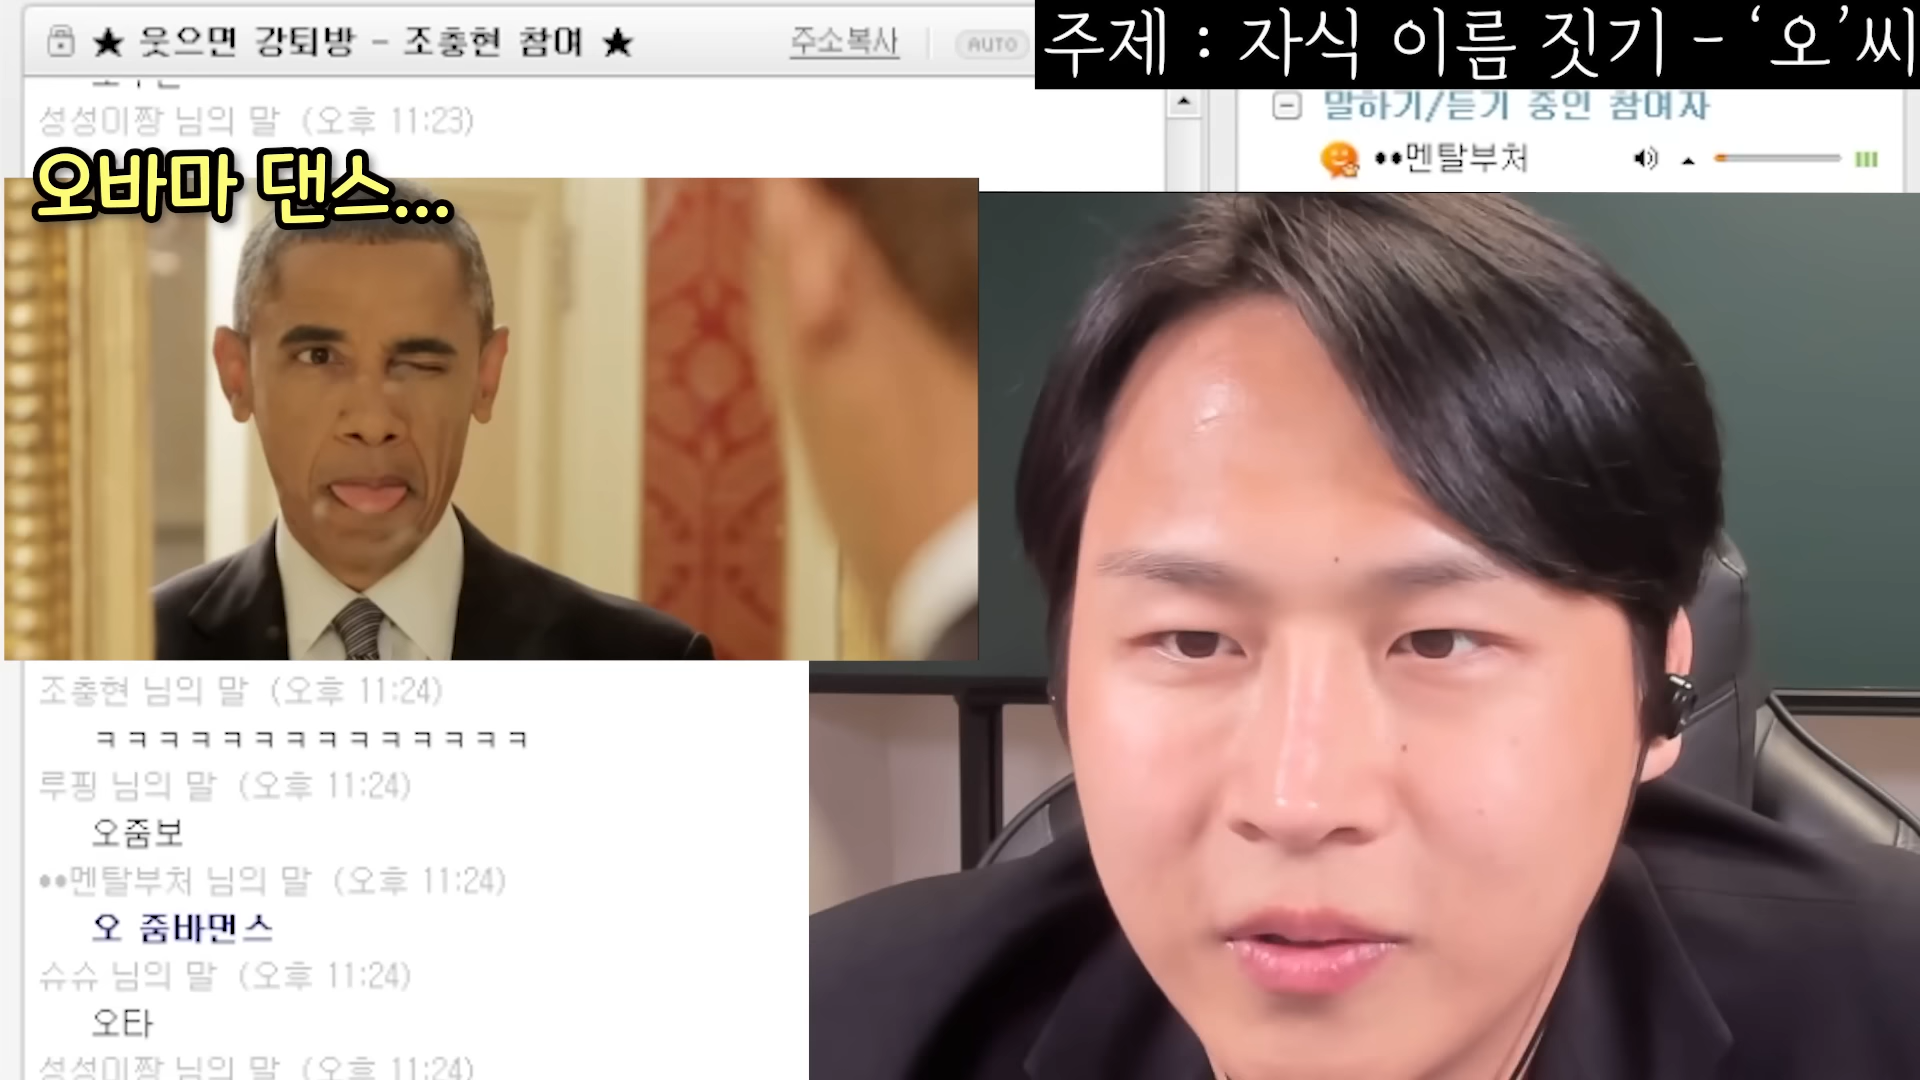 ★ 웃으면 강퇴방 - 조충현 참여 ★
주소복사
AUTO
주제 : 자식 이름 짓기 - ‘오’씨
말하기/듣기 중인 참여자
••멘탈부처
성성미짱 님의 말 (오후 11:23)
오바마 댄스...
조충현 님의 말 (오후 11:24)
ㅋㅋㅋㅋㅋㅋㅋㅋㅋㅋㅋㅋㅋㅋ
루핑 님의 말 (오후 11:24)
오줌보
••멘탈부처 님의 말 (오후 11:24)
오 줌바댄스
슈슈 님의 말 (오후 11:24)
오타
성성미짱 님의 말 (오후 11:24)